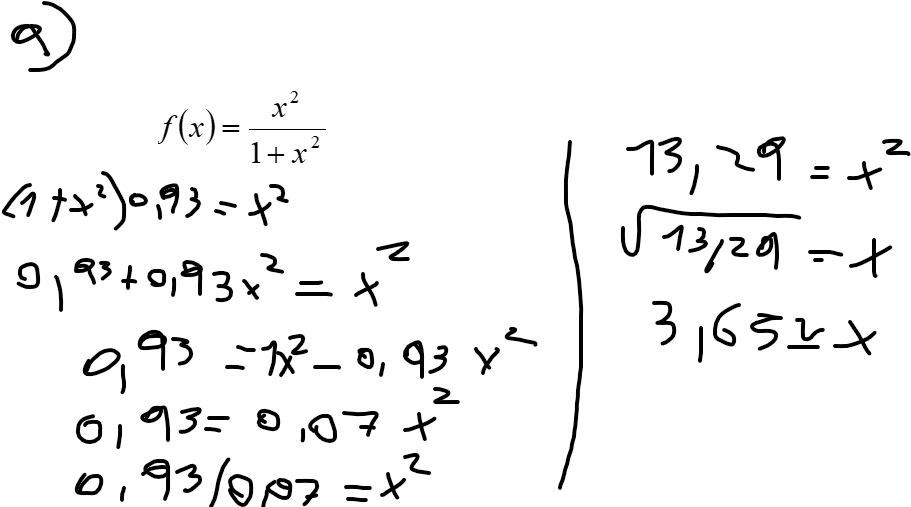 a)
f(x) = x² / 1 + x²
(1 + x²) 0,93 = x²
0,93 + 0,93x² = x²
0,93 = 1x² - 0,93 x²
0,93 = 0,07 x²
0,93/0,07 = x²
13,29 = x²
√13,29 = x
3,65 = x